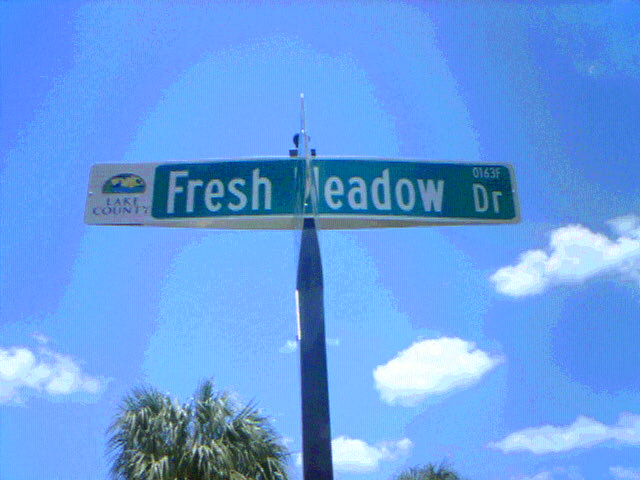 LAKE
COUNTY
Fresh Meadow Dr
0163F